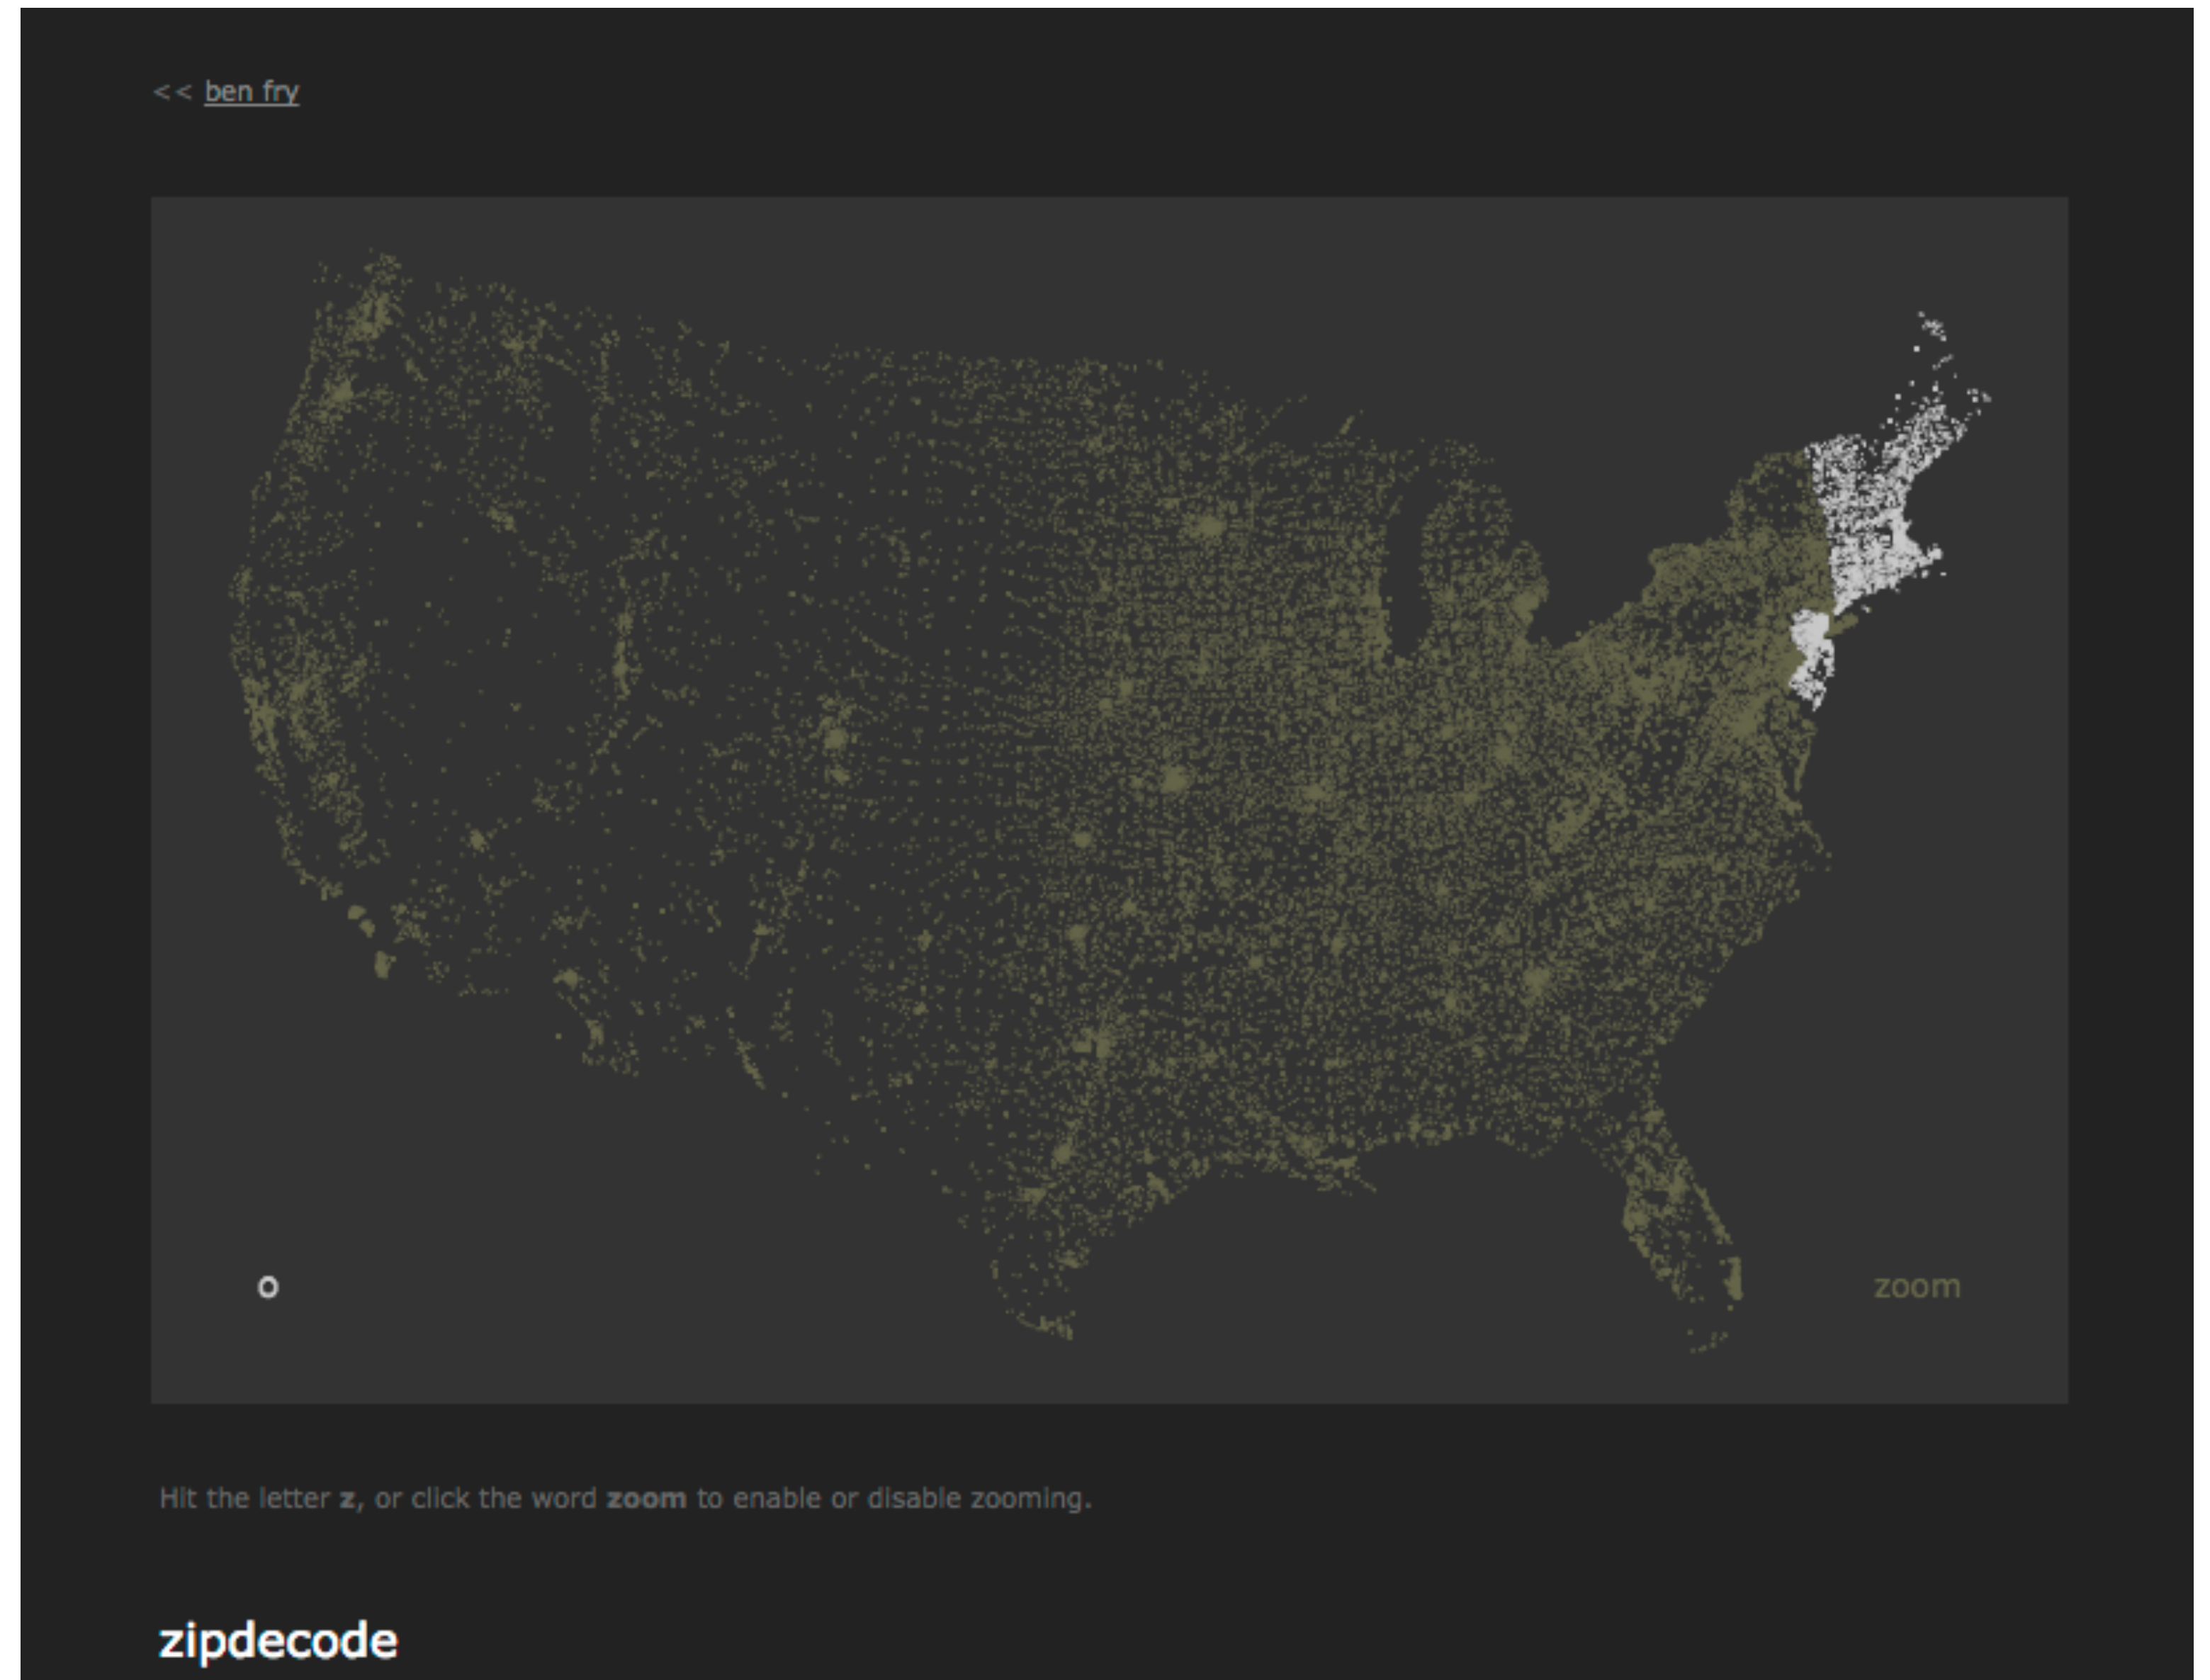 << ben fry
0 zoom
Hit the letter z, or click the word zoom to enable or disable zooming.
zipdecode